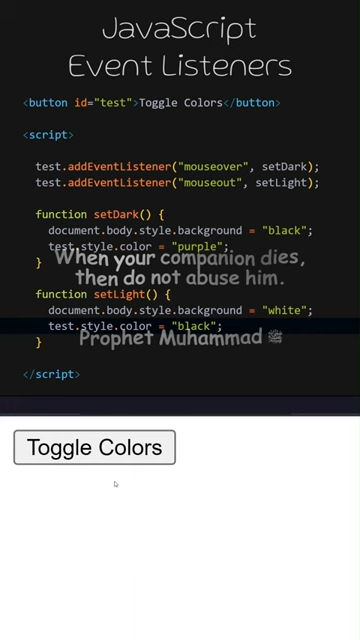 JavaScript
Event Listeners
<button id="test">Toggle Colors</button>
<script>
test.addEventListener("mouseover", setDark);
test.addEventListener("mouseout", setLight);
function setDark() {
document.body.style.background = "black";
test.style.color = "purple";
}
When your companion dies,
then do not abuse him.
function setLight() {
document.body.style.background = "white";
test.style.color = "black";
}
Prophet Muhammad ﷺ
</script>
Toggle Colors